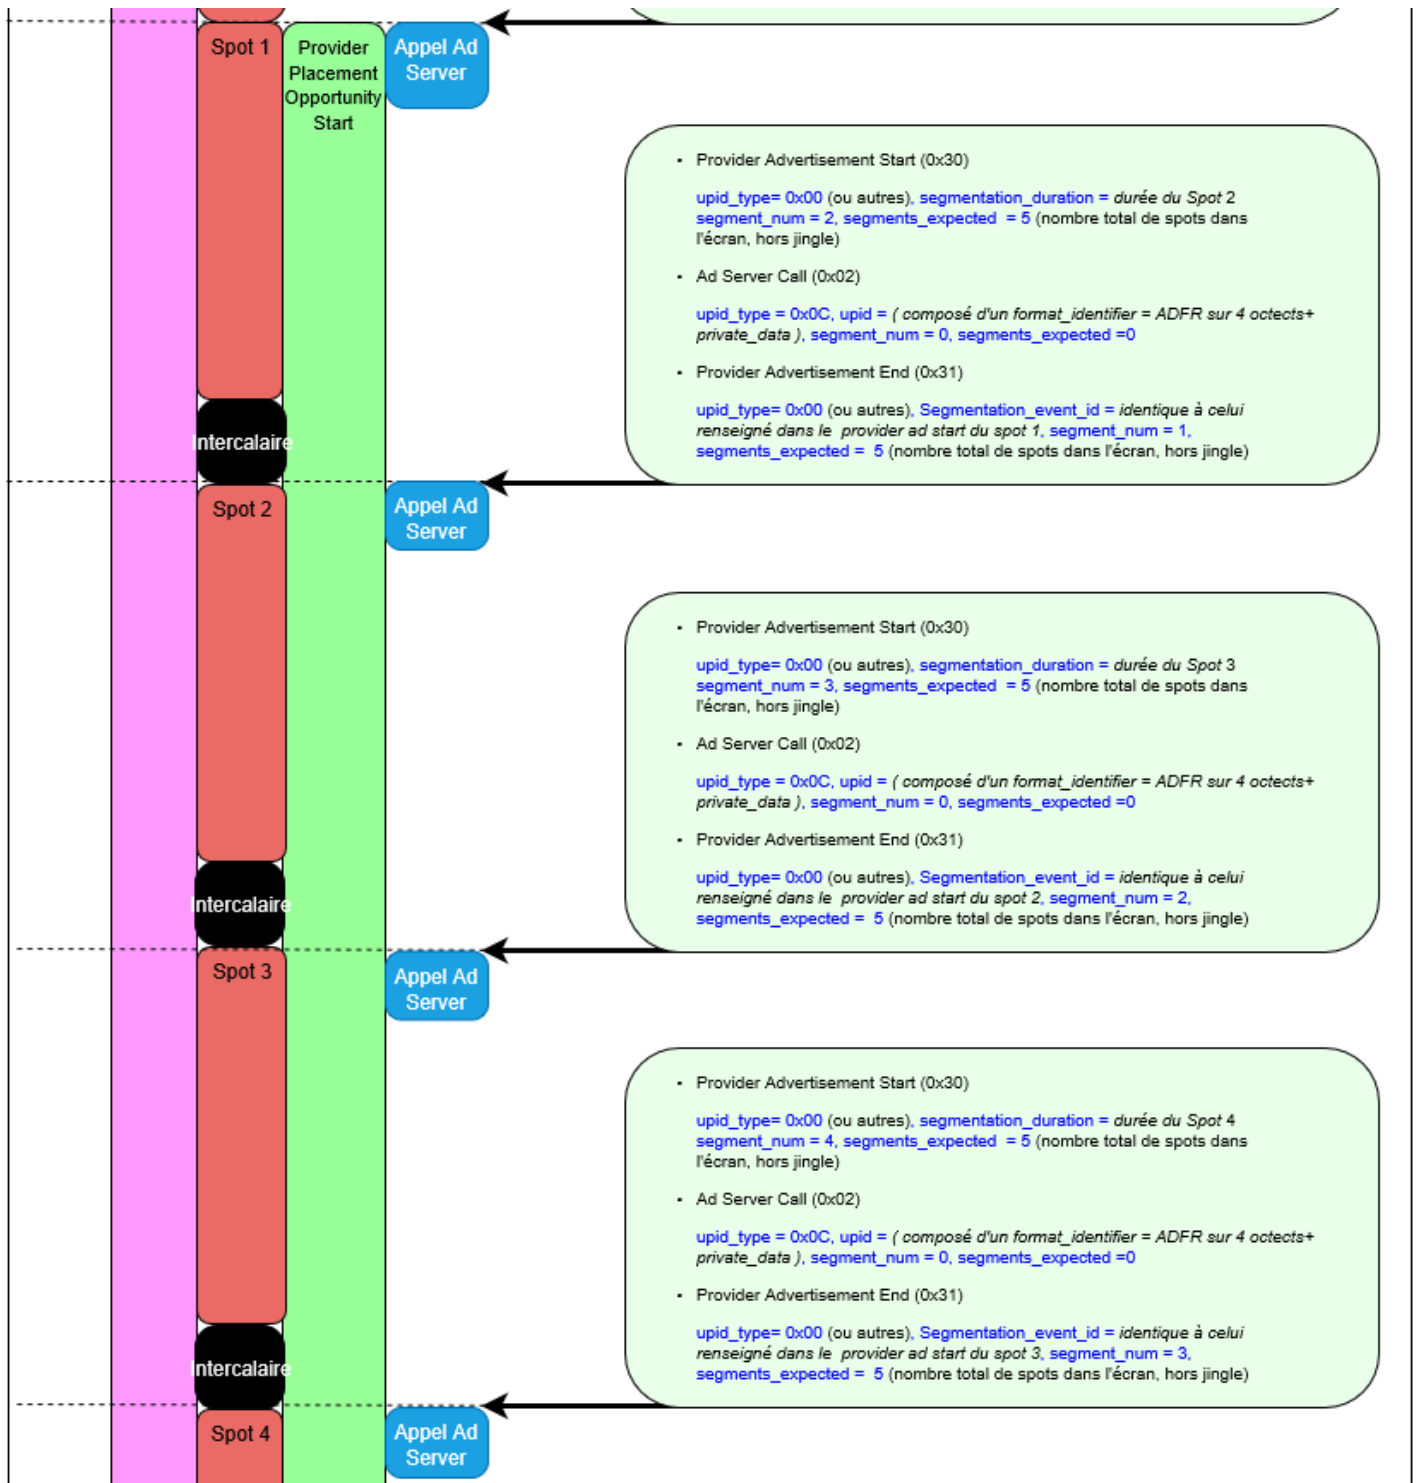 Spot 1
Provider
Placement
Opportunity
Start
Appel Ad
Server
• Provider Advertisement Start (0x30)
upid_type= 0x00 (ou autres), segmentation_duration = durée du Spot 2
segment_num = 2, segments_expected = 5 (nombre total de spots dans
l'écran, hors jingle)
• Ad Server Call (0x02)
upid_type = 0x0C, upid = ( composé d'un format_identifier = ADFR sur 4 octects+
private_data ), segment_num = 0, segments_expected =0
• Provider Advertisement End (0x31)
upid_type= 0x00 (ou autres), Segmentation_event_id = identique à celui
renseigné dans le provider ad start du spot 1, segment_num = 1,
segments_expected = 5 (nombre total de spots dans l'écran, hors jingle)
Intercalaire
Spot 2
Appel Ad
Server
• Provider Advertisement Start (0x30)
upid_type= 0x00 (ou autres), segmentation_duration = durée du Spot 3
segment_num = 3, segments_expected = 5 (nombre total de spots dans
l'écran, hors jingle)
• Ad Server Call (0x02)
upid_type = 0x0C, upid = ( composé d'un format_identifier = ADFR sur 4 octects+
private_data ), segment_num = 0, segments_expected =0
• Provider Advertisement End (0x31)
upid_type= 0x00 (ou autres), Segmentation_event_id = identique à celui
renseigné dans le provider ad start du spot 2, segment_num = 2,
segments_expected = 5 (nombre total de spots dans l'écran, hors jingle)
Intercalaire
Spot 3
Appel Ad
Server
• Provider Advertisement Start (0x30)
upid_type= 0x00 (ou autres), segmentation_duration = durée du Spot 4
segment_num = 4, segments_expected = 5 (nombre total de spots dans
l'écran, hors jingle)
• Ad Server Call (0x02)
upid_type = 0x0C, upid = ( composé d'un format_identifier = ADFR sur 4 octects+
private_data ), segment_num = 0, segments_expected =0
• Provider Advertisement End (0x31)
upid_type= 0x00 (ou autres), Segmentation_event_id = identique à celui
renseigné dans le provider ad start du spot 3, segment_num = 3,
segments_expected = 5 (nombre total de spots dans l'écran, hors jingle)
Intercalaire
Spot 4
Appel Ad
Server